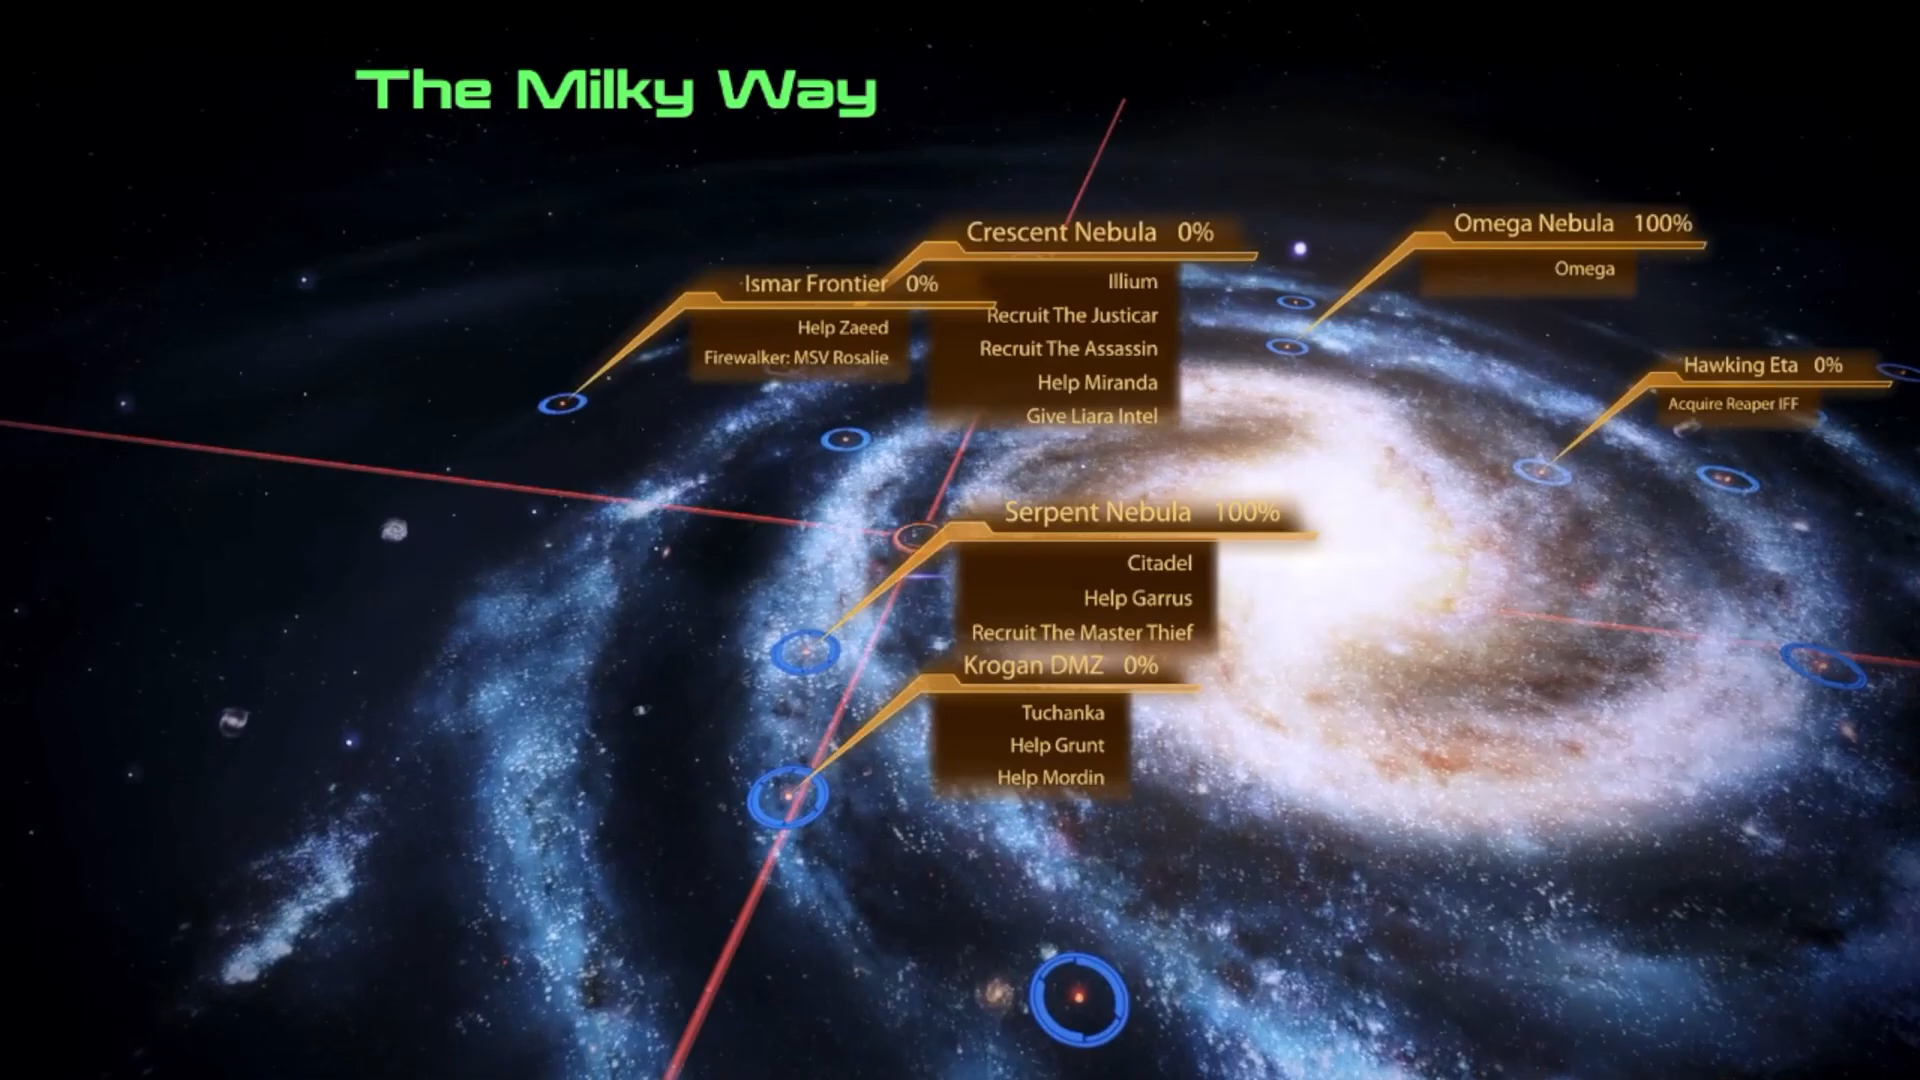 The Milky Way
Crescent Nebula 0%
Illium
Recruit The Justicar
Recruit The Assassin
Help Miranda
Give Liara Intel
Omega Nebula 100%
Omega
Ismar Frontier 0%
Help Zaeed
Firewalker: MSV Rosalie
Hawking Eta 0%
Acquire Reaper IFF
Serpent Nebula 100%
Citadel
Help Garrus
Recruit The Master Thief
Krogan DMZ 0%
Tuchanka
Help Grunt
Help Mordin